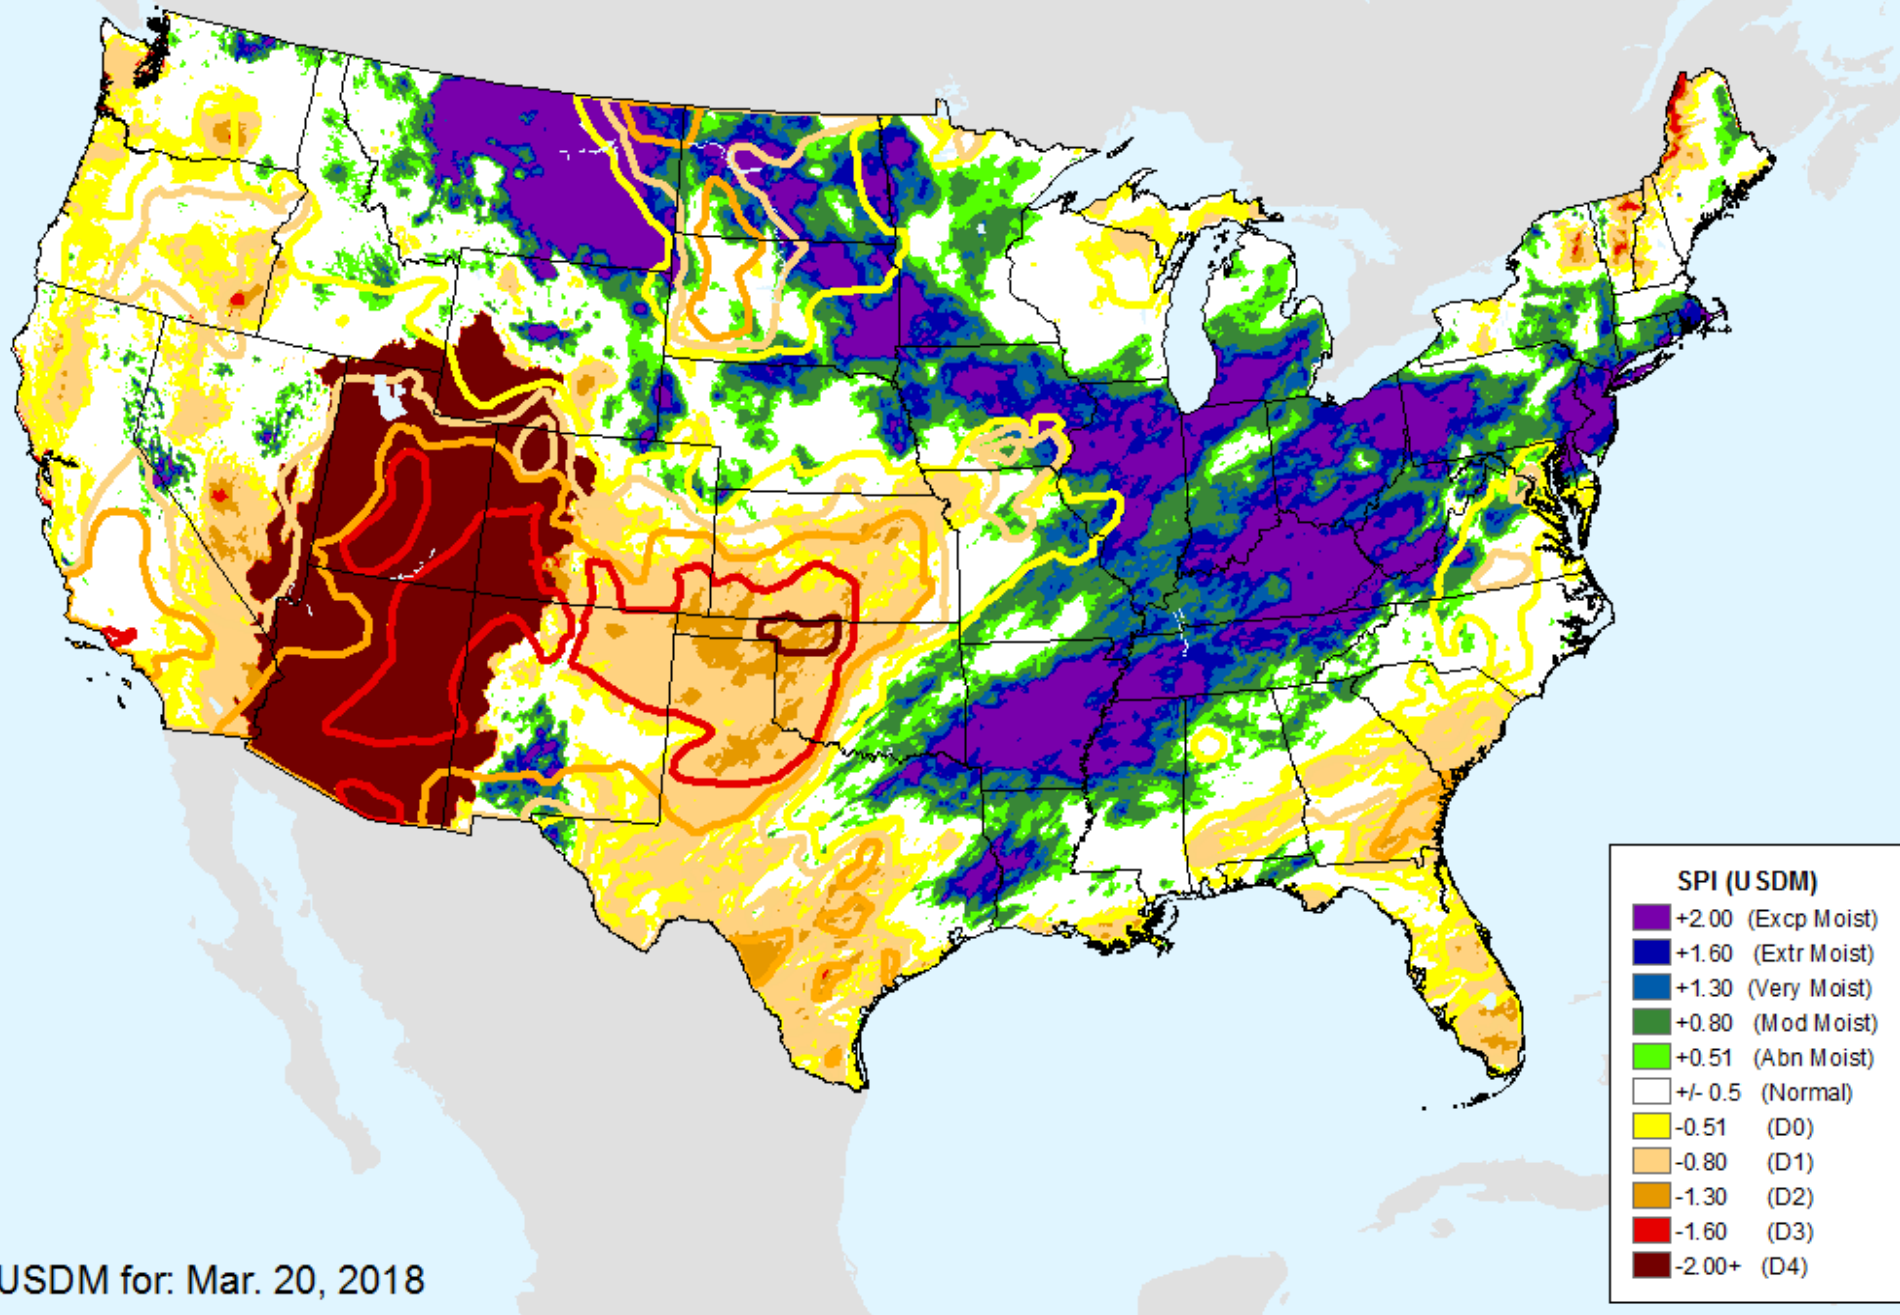 SPI (USDM)
+2.00 (Excp Moist)
+1.60 (Extr Moist)
+1.30 (Very Moist)
+0.80 (Mod Moist)
+0.51 (Abn Moist)
+/- 0.5 (Normal)
-0.51 (D0)
-0.80 (D1)
-1.30 (D2)
-1.60 (D3)
-2.00+ (D4)
USDM for: Mar. 20, 2018